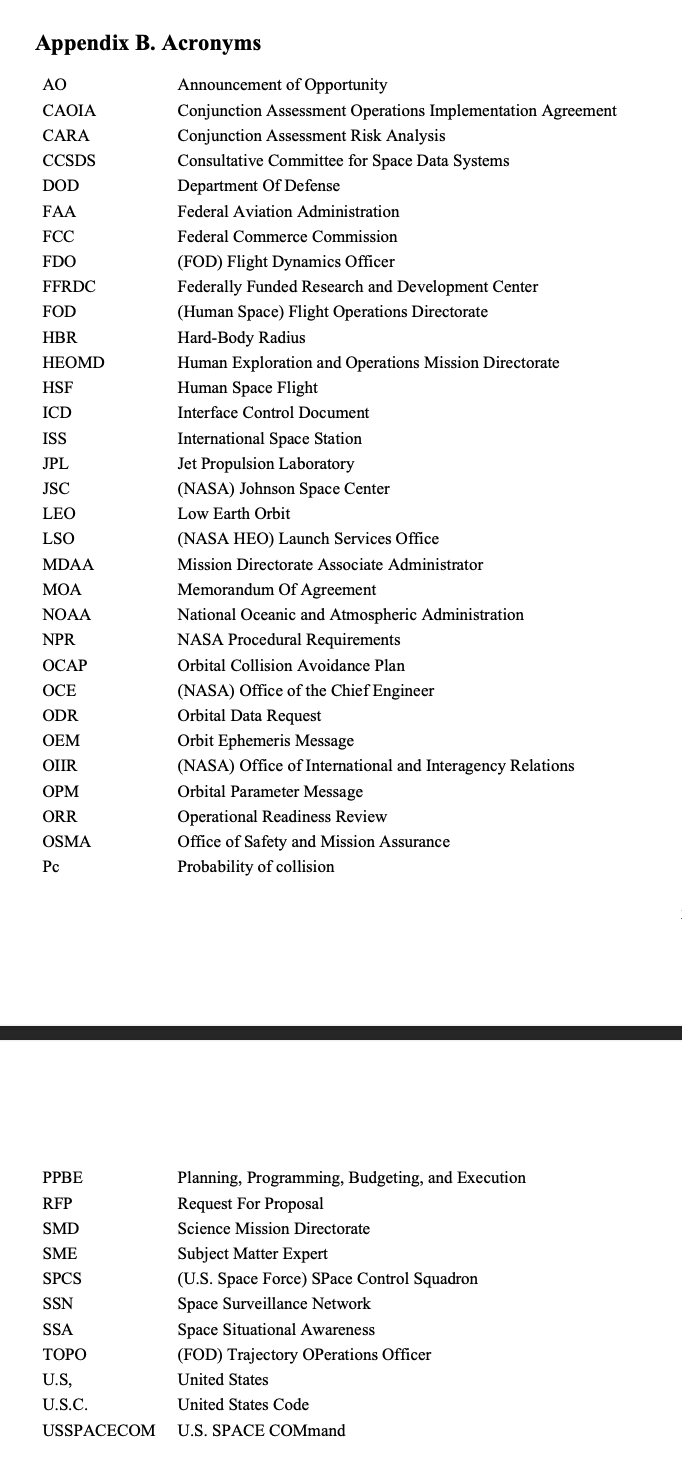 Appendix B. Acronyms
AO Announcement of Opportunity
CAOIA Conjunction Assessment Operations Implementation Agreement
CARA Conjunction Assessment Risk Analysis
CCSDS Consultative Committee for Space Data Systems
DOD Department Of Defense
FAA Federal Aviation Administration
FCC Federal Commerce Commission
FDO (FOD) Flight Dynamics Officer
FFRDC Federally Funded Research and Development Center
FOD (Human Space) Flight Operations Directorate
HBR Hard-Body Radius
HEOMD Human Exploration and Operations Mission Directorate
HSF Human Space Flight
ICD Interface Control Document
ISS International Space Station
JPL Jet Propulsion Laboratory
JSC (NASA) Johnson Space Center
LEO Low Earth Orbit
LSO (NASA HEO) Launch Services Office
MDAA Mission Directorate Associate Administrator
MOA Memorandum Of Agreement
NOAA National Oceanic and Atmospheric Administration
NPR NASA Procedural Requirements
OCAP Orbital Collision Avoidance Plan
OCE (NASA) Office of the Chief Engineer
ODR Orbital Data Request
OEM Orbit Ephemeris Message
OIIR (NASA) Office of International and Interagency Relations
OPM Orbital Parameter Message
ORR Operational Readiness Review
OSMA Office of Safety and Mission Assurance
Pc Probability of collision
PPBE Planning, Programming, Budgeting, and Execution
RFP Request For Proposal
SMD Science Mission Directorate
SME Subject Matter Expert
SPCS (U.S. Space Force) SPace Control Squadron
SSN Space Surveillance Network
SSA Space Situational Awareness
TOPO (FOD) Trajectory OPerations Officer
U.S, United States
U.S.C. United States Code
USSPACECOM U.S. SPACE COMmand